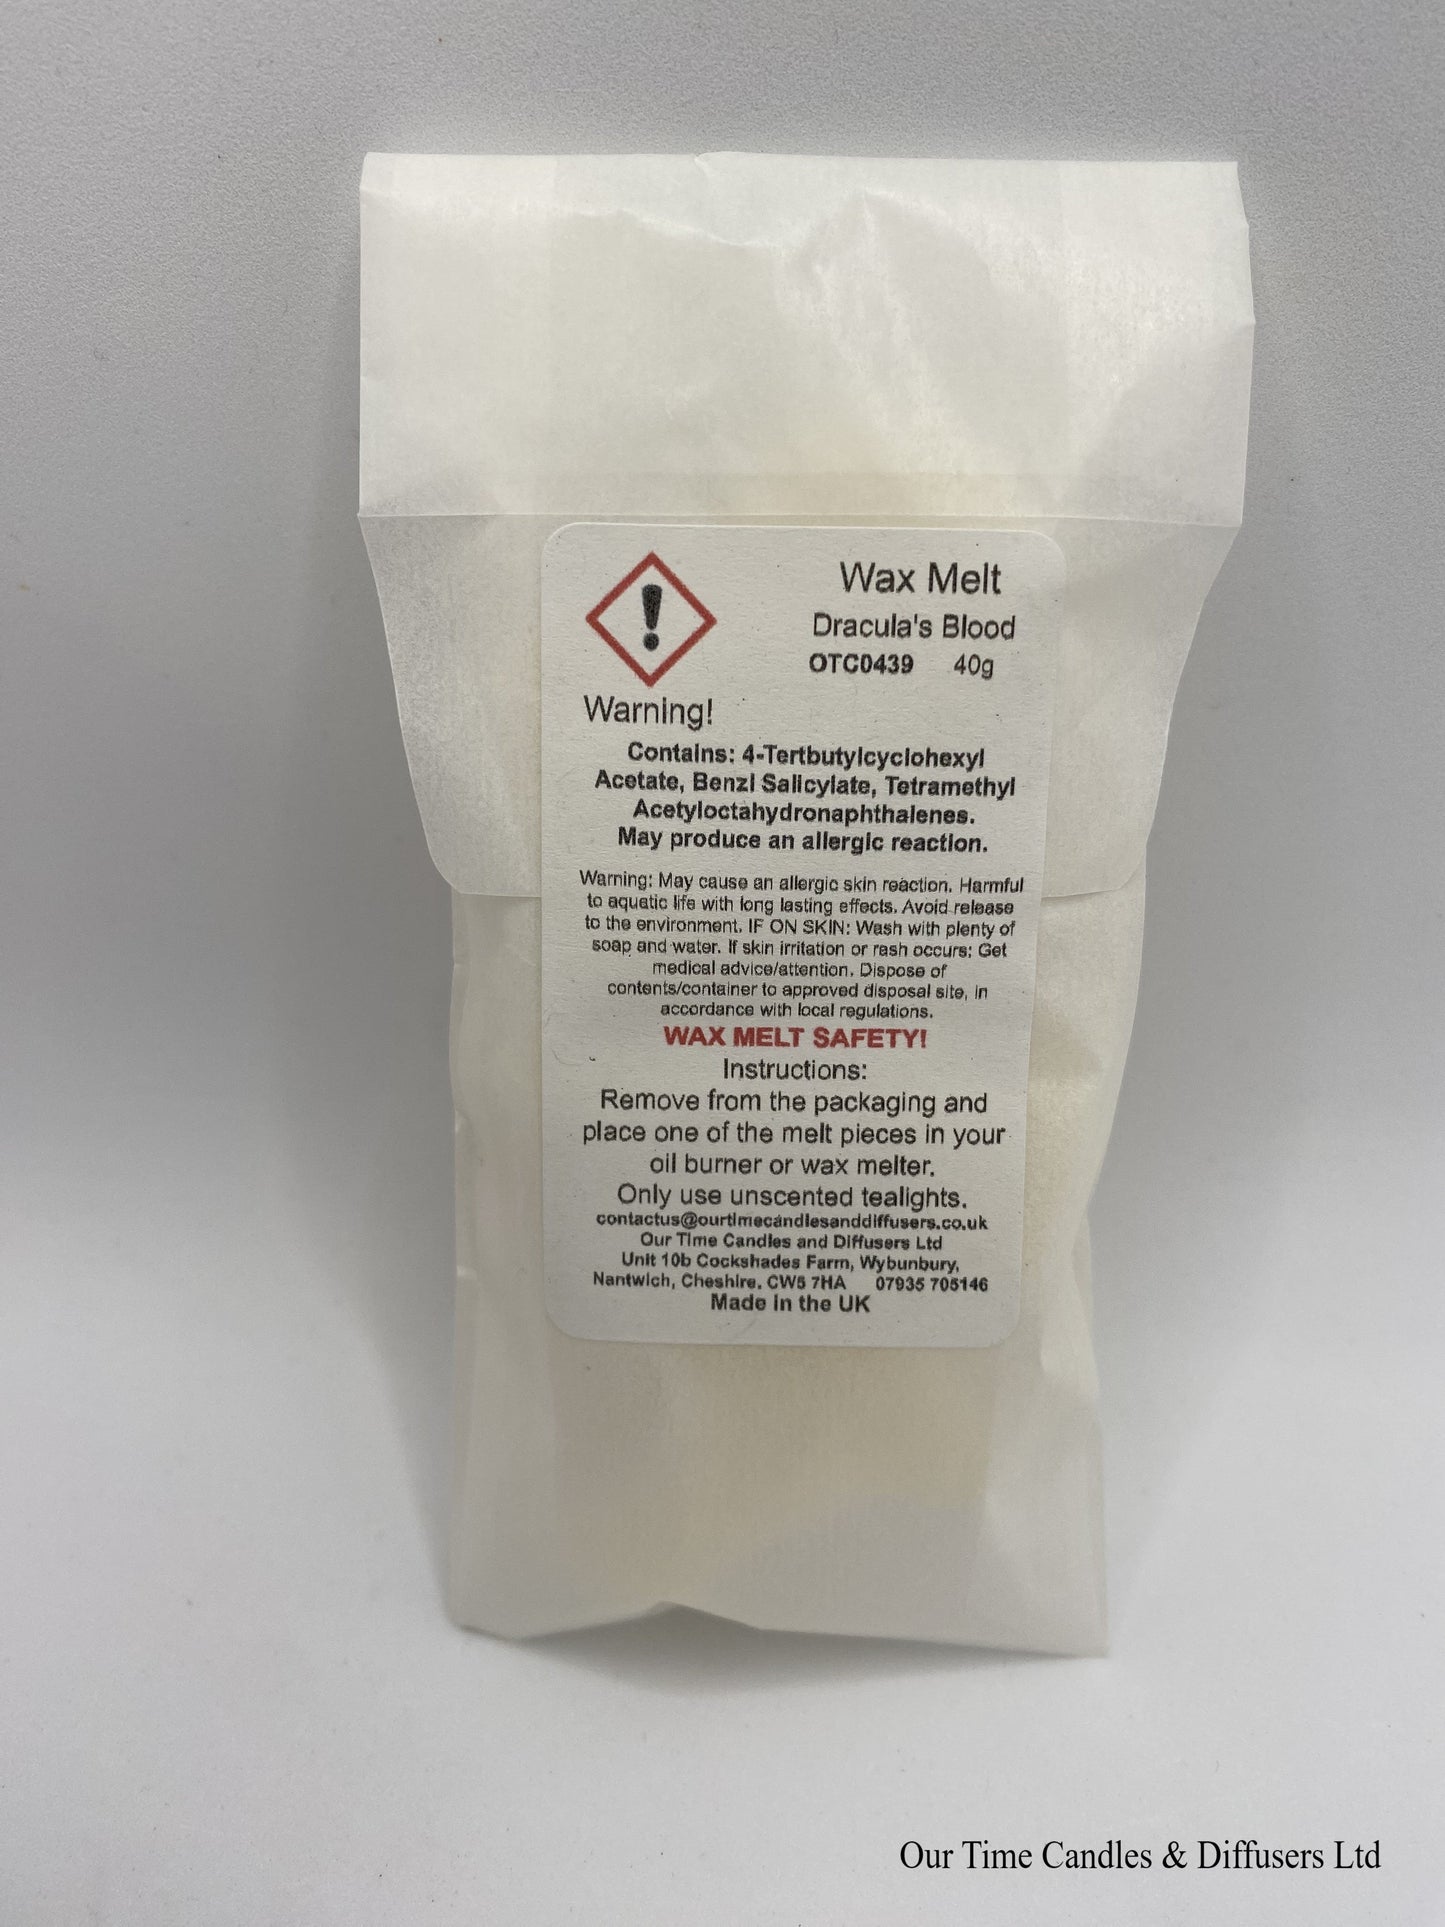 Wax Melt
Dracula's Blood
OTC0439 40g
Warning!
Contains: 4-Tertbutylcyclohexyl
Acetate, Benzl Salicylate, Tetramethyl
Acetyloctahydronaphthalenes.
May produce an allergic reaction.
Warning: May cause an allergic skin reaction. Harmful
to aquatic life with long lasting effects. Avoid release
to the environment. IF ON SKIN: Wash with plenty of
soap and water. If skin irritation or rash occurs: Get
medical advice/attention. Dispose of
contents/container to approved disposal site, in
accordance with local regulations.
WAX MELT SAFETY!
Instructions:
Remove from the packaging and
place one of the melt pieces in your
oil burner or wax melter.
Only use unscented tealights.
contactus@ourtimecandlesanddiffusers.co.uk
Our Time Candles and Diffusers Ltd
Unit 10b Cockshades Farm, Wybunbury,
Nantwich, Cheshire. CW5 7HA 07935 705146
Made in the UK
Our Time Candles & Diffusers Ltd